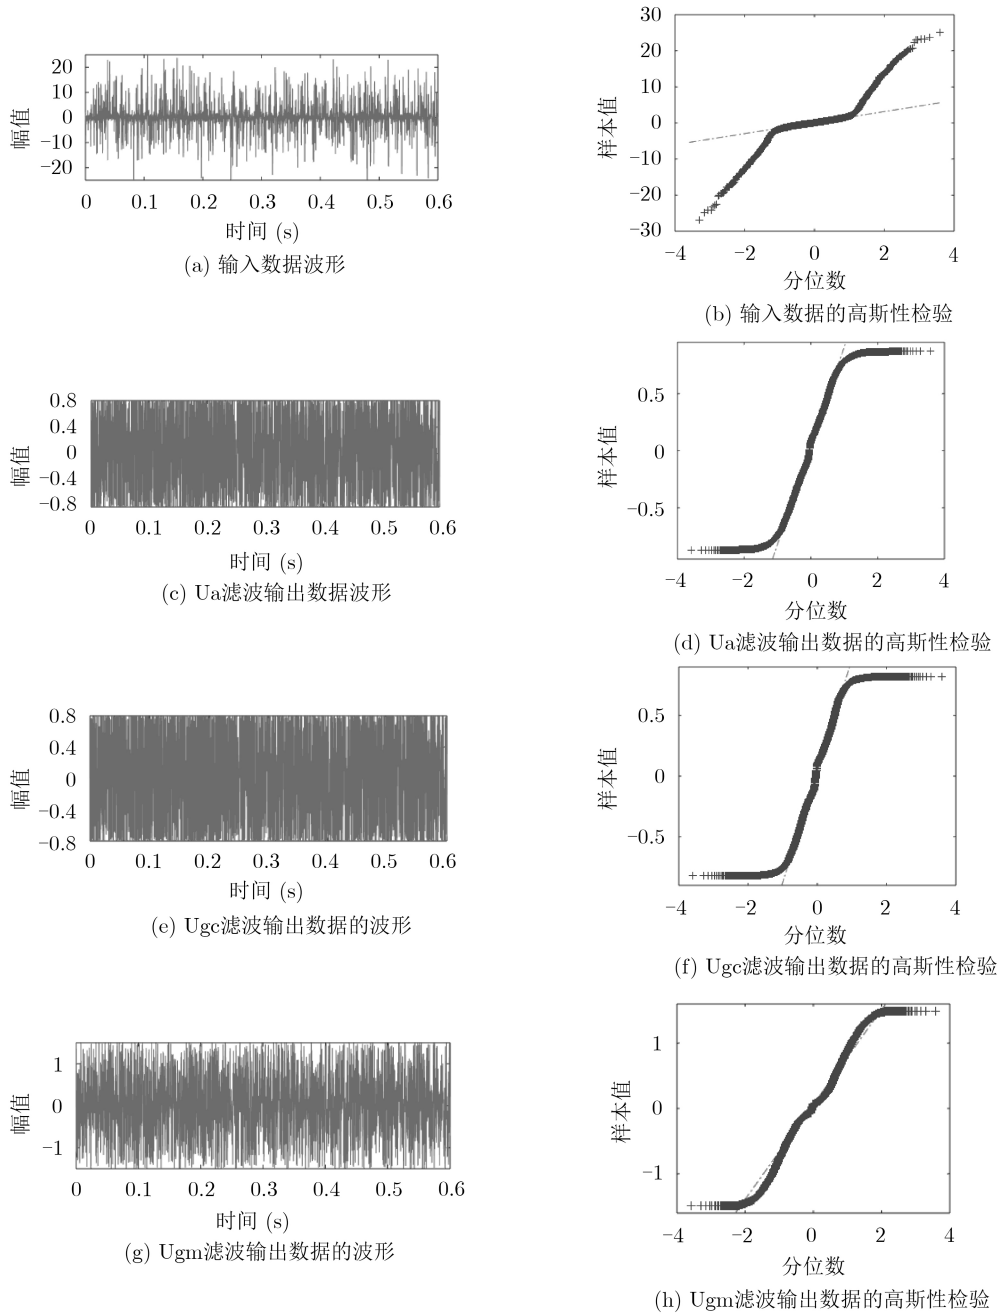 20
10
0
−10
−20
幅值
0 0.1 0.2 0.3 0.4 0.5 0.6
时间 (s)
(a) 输入数据波形
30
20
10
0
−10
−20
−30
样本值
−4 −2 0 2 4
分位数
(b) 输入数据的高斯性检验
0.8
0.4
0
−0.4
−0.8
幅值
0 0.1 0.2 0.3 0.4 0.5 0.6
时间 (s)
(c) Ua滤波输出数据波形
0.5
0
−0.5
样本值
−4 −2 0 2 4
分位数
(d) Ua滤波输出数据的高斯性检验
0.8
0.4
0
−0.4
−0.8
幅值
0 0.1 0.2 0.3 0.4 0.5 0.6
时间 (s)
(e) Ugc滤波输出数据的波形
0.5
0
−0.5
样本值
−4 −2 0 2 4
分位数
(f) Ugc滤波输出数据的高斯性检验
1
0
−1
幅值
0 0.1 0.2 0.3 0.4 0.5 0.6
时间 (s)
(g) Ugm滤波输出数据的波形
1
0
−1
样本值
−4 −2 0 2 4
分位数
(h) Ugm滤波输出数据的高斯性检验